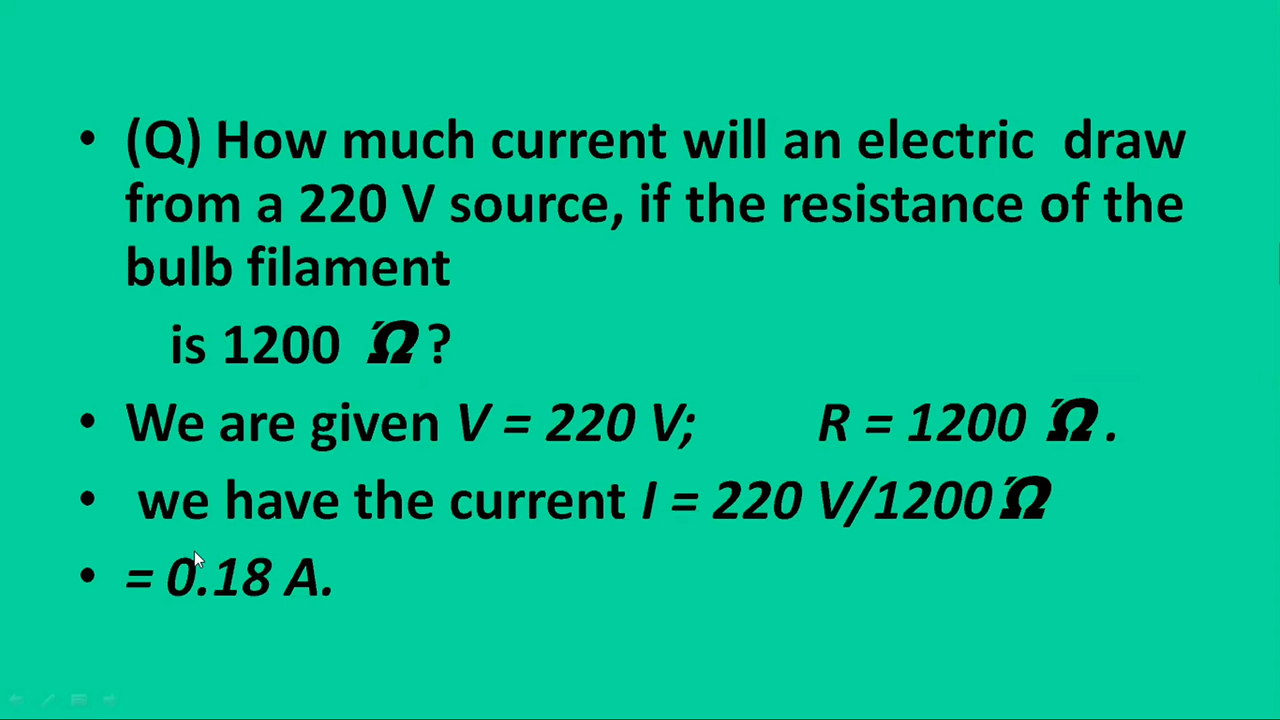 • (Q) How much current will an electric draw
from a 220 V source, if the resistance of the
bulb filament
is 1200 Ώ ?
• We are given V = 220 V; R = 1200 Ώ .
• we have the current I = 220 V/1200Ώ
• = 0.18 A.